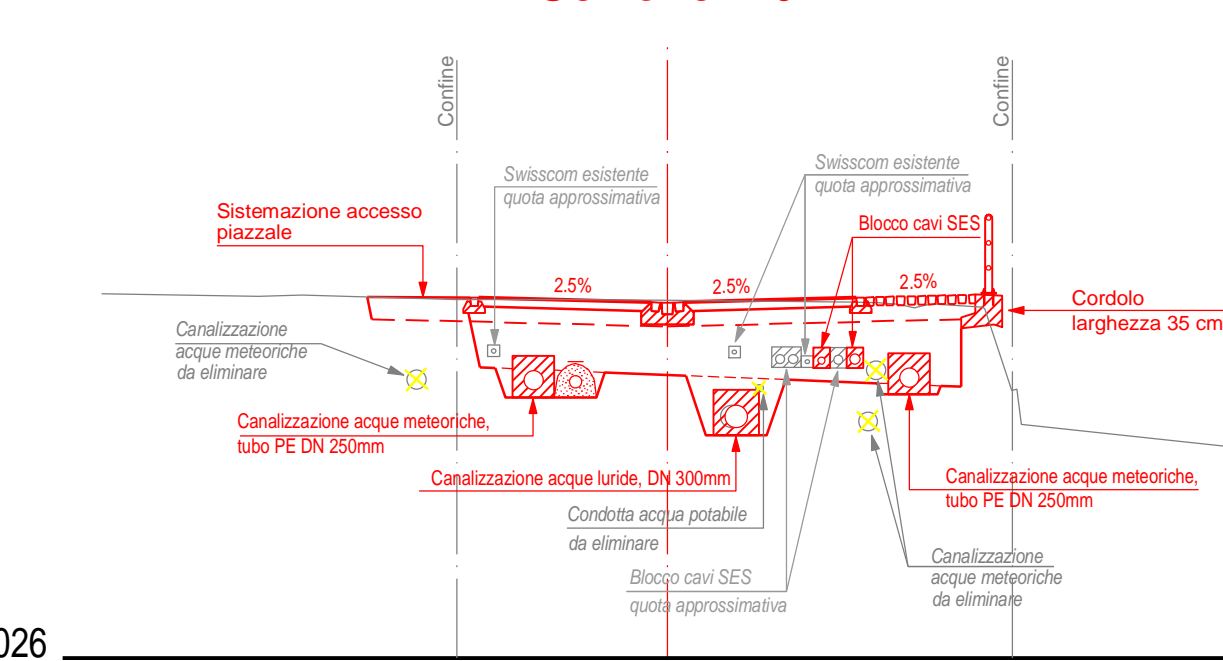 Confine
Confine
Swisscom esistente
quota approssimativa
Swisscom esistente
quota approssimativa
Sistemazione accesso
piazzale
Blocco cavi SES
2.5%
2.5%
2.5%
Cordolo
larghezza 35 cm
Canalizzazione
acque meteoriche
da eliminare
Canalizzazione acque meteoriche,
tubo PE DN 250mm
Canalizzazione acque luride, DN 300mm
Canalizzazione acque meteoriche,
tubo PE DN 250mm
Condotta acqua potabile
da eliminare
Canalizzazione
acque meteoriche
da eliminare
Blocco cavi SES
quota approssimativa
026